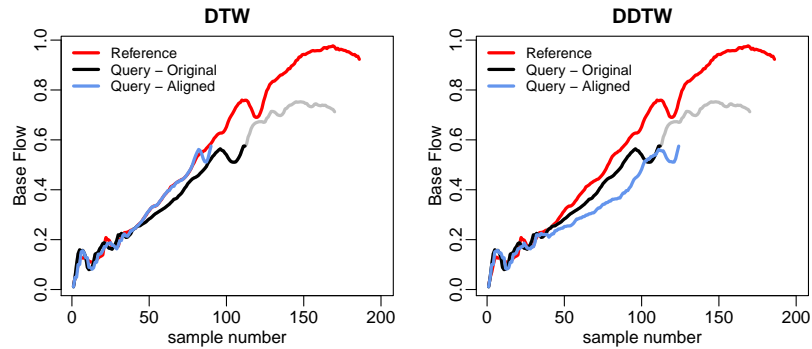 DTW
Reference
Query − Original
Query − Aligned
Base Flow
0.0
0.2
0.4
0.6
0.8
1.0
0
50
100
150
200
sample number
DDTW
Reference
Query − Original
Query − Aligned
Base Flow
0.0
0.2
0.4
0.6
0.8
1.0
0
50
100
150
200
sample number